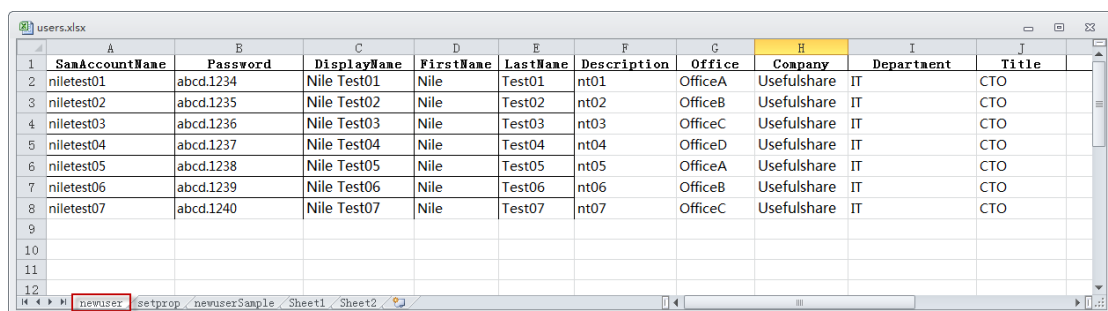 users.xlsx
A B C D E F G H I J
1 SamAccountName Password DisplayName FirstName LastName Description Office Company Department Title
2 niletest01 abcd.1234 Nile Test01 Nile Test01 nt01 OfficeA Usefulshare IT CTO
3 niletest02 abcd.1235 Nile Test02 Nile Test02 nt02 OfficeB Usefulshare IT CTO
4 niletest03 abcd.1236 Nile Test03 Nile Test03 nt03 OfficeC Usefulshare IT CTO
5 niletest04 abcd.1237 Nile Test04 Nile Test04 nt04 OfficeD Usefulshare IT CTO
6 niletest05 abcd.1238 Nile Test05 Nile Test05 nt05 OfficeA Usefulshare IT CTO
7 niletest06 abcd.1239 Nile Test06 Nile Test06 nt06 OfficeB Usefulshare IT CTO
8 niletest07 abcd.1240 Nile Test07 Nile Test07 nt07 OfficeC Usefulshare IT CTO
9
10
11
12
newuser setprop newuserSample Sheet1 Sheet2